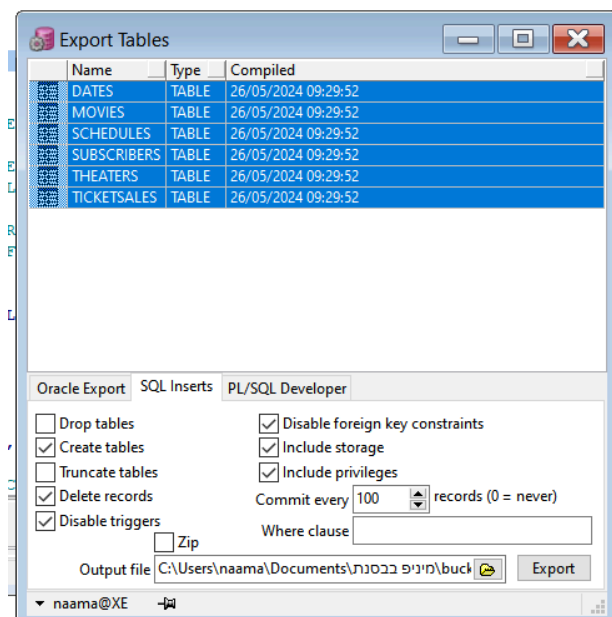 Export Tables
Name Type Compiled
DATES TABLE 26/05/2024 09:29:52
MOVIES TABLE 26/05/2024 09:29:52
SCHEDULES TABLE 26/05/2024 09:29:52
SUBSCRIBERS TABLE 26/05/2024 09:29:52
THEATERS TABLE 26/05/2024 09:29:52
TICKETSALES TABLE 26/05/2024 09:29:52
Oracle Export SQL Inserts PL/SQL Developer
Drop tables Disable foreign key constraints
Create tables Include storage
Truncate tables Include privileges
Delete records Commit every 100 records (0 = never)
Disable triggers Where clause
Zip
Output file C:\Users\naama\Documents\מיניפ בבסנת\buck Export
naama@XE